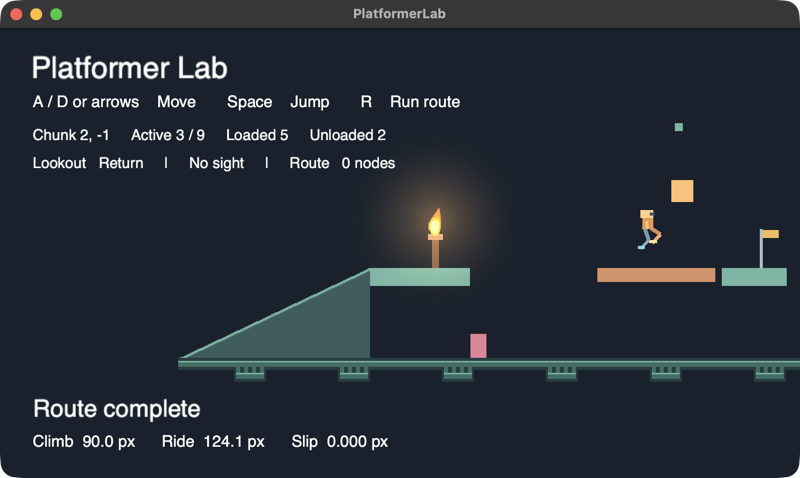 PlatformerLab
Platformer Lab
A / D or arrows Move Space Jump R Run route
Chunk 2, -1 Active 3 / 9 Loaded 5 Unloaded 2
Lookout Return | No sight | Route 0 nodes
Route complete
Climb 90.0 px Ride 124.1 px Slip 0.000 px